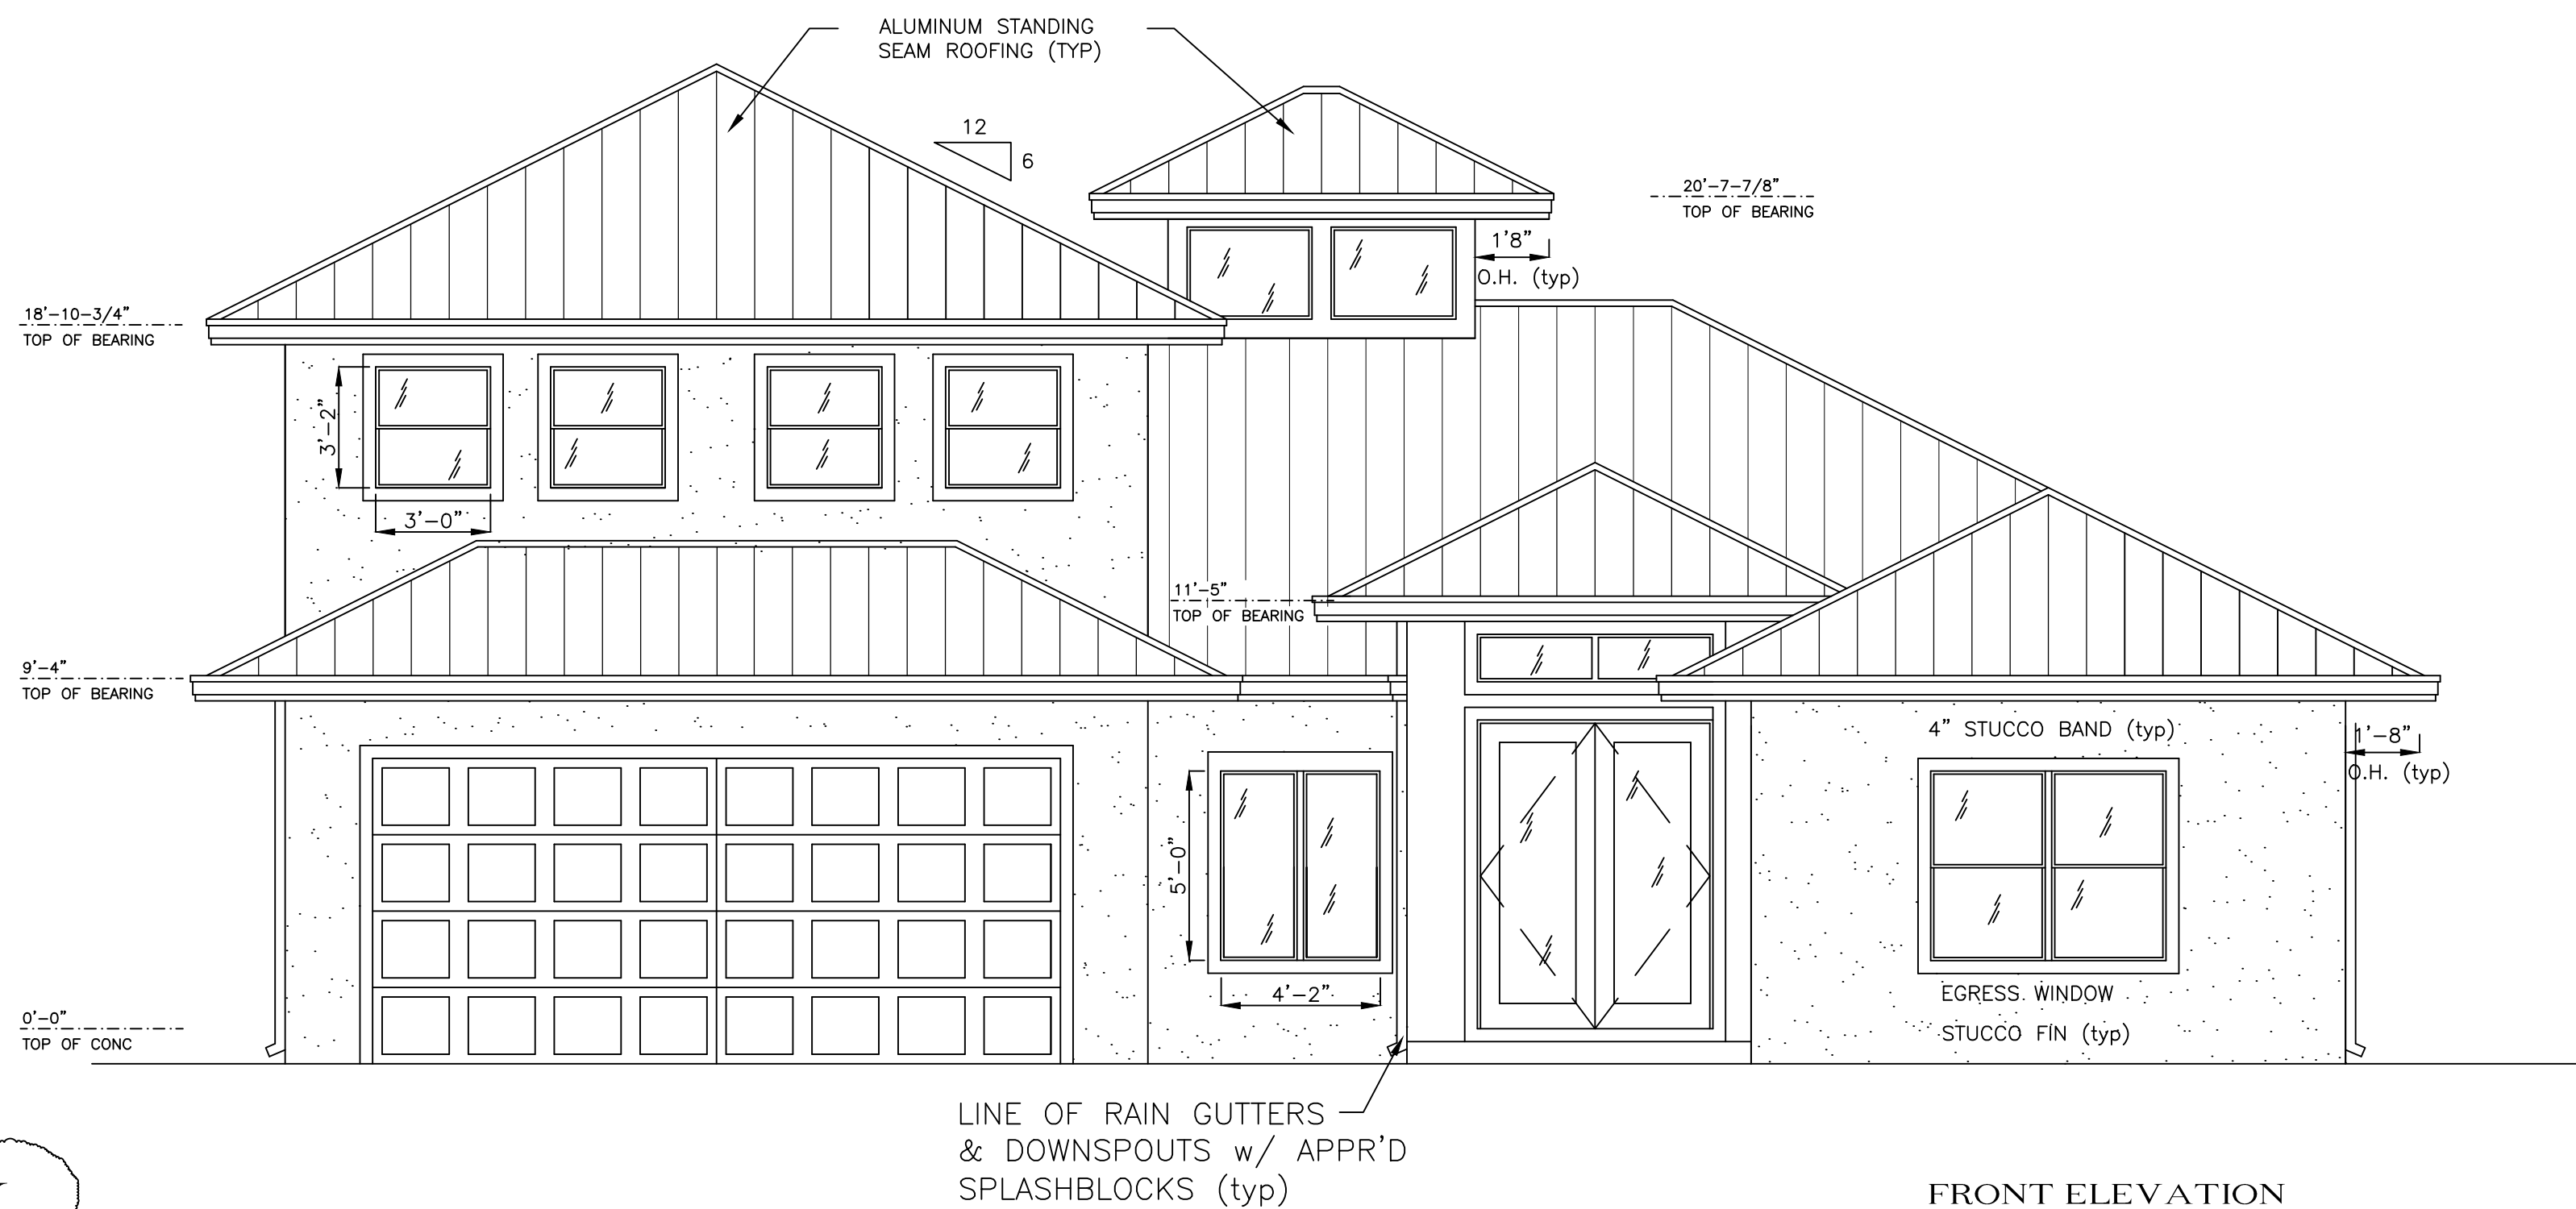 ALUMINUM STANDING
SEAM ROOFING (TYP)
12
6
20'-7-7/8"
TOP OF BEARING
1'8"
O.H. (typ)
18'-10-3/4"
TOP OF BEARING
3'-2"
3'-0"
11'-5"
TOP OF BEARING
9'-4"
TOP OF BEARING
4" STUCCO BAND (typ)
1'-8"
O.H. (typ)
5'-0"
4'-2"
EGRESS WINDOW
STUCCO FIN (typ)
0'-0"
TOP OF CONC
LINE OF RAIN GUTTERS
& DOWNSPOUTS w/ APPR'D
SPLASHBLOCKS (typ)
FRONT ELEVATION